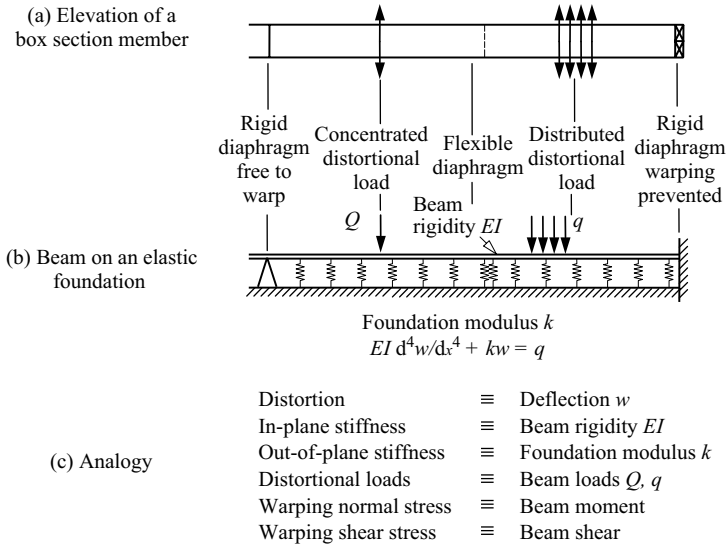 (a) Elevation of a
box section member
Rigid
diaphragm
free to
warp
Concentrated
distortional
load
Flexible
diaphragm
Distributed
distortional
load
Rigid
diaphragm
warping
prevented
Beam
rigidity EI
Q
q
(b) Beam on an elastic
foundation
Foundation modulus k
EI d⁴w/dx⁴ + kw = q
(c) Analogy
Distortion ≡ Deflection w
In-plane stiffness ≡ Beam rigidity EI
Out-of-plane stiffness ≡ Foundation modulus k
Distortional loads ≡ Beam loads Q, q
Warping normal stress ≡ Beam moment
Warping shear stress ≡ Beam shear